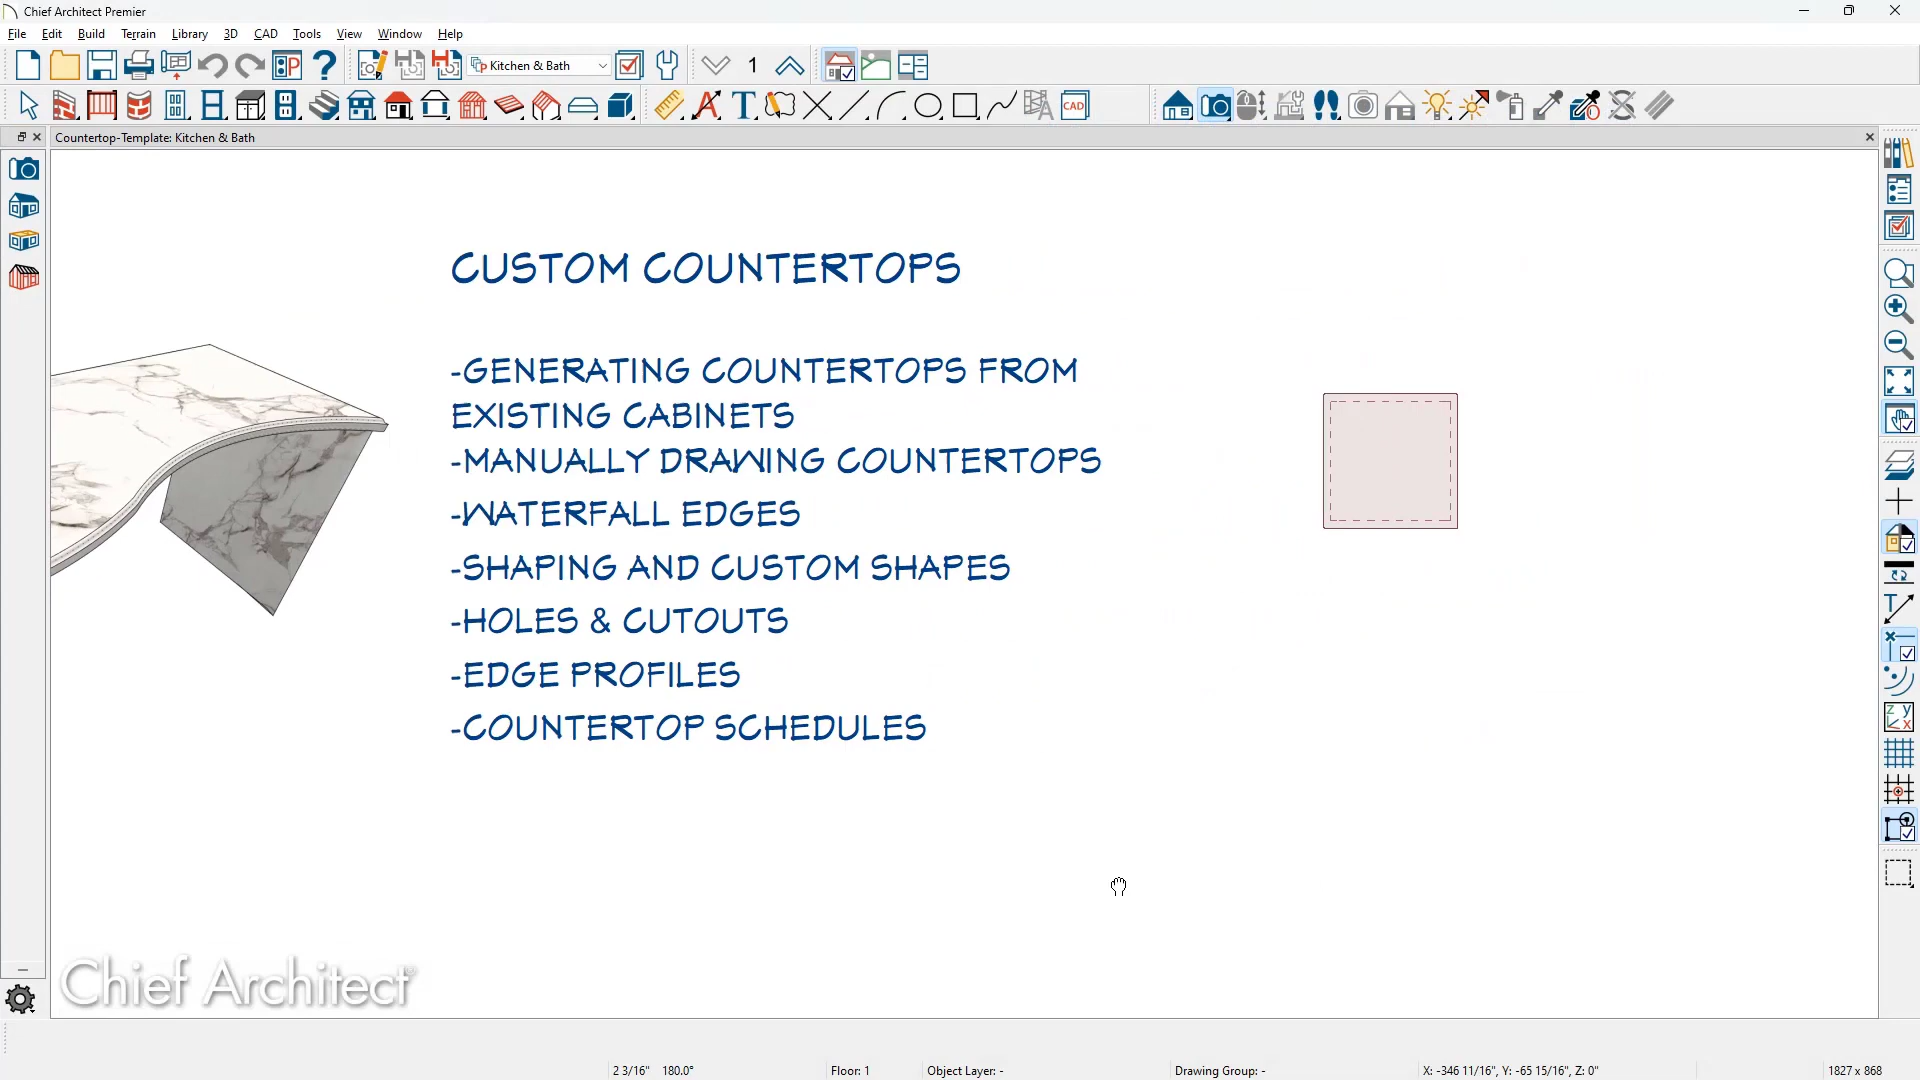 Chief Architect Premier
File Edit Build Terrain Library 3D CAD Tools View Window Help
Kitchen & Bath 1
CAD
Countertop-Template: Kitchen & Bath
CUSTOM COUNTERTOPS
-GENERATING COUNTERTOPS FROM
EXISTING CABINETS
-MANUALLY DRAWING COUNTERTOPS
-WATERFALL EDGES
-SHAPING AND CUSTOM SHAPES
-HOLES & CUTOUTS
-EDGE PROFILES
-COUNTERTOP SCHEDULES
Chief Architect®
2 3/16" 180.0° Floor: 1 Object Layer: - Drawing Group: - X: -346 11/16", Y: -65 15/16", Z: 0" 1827 x 868